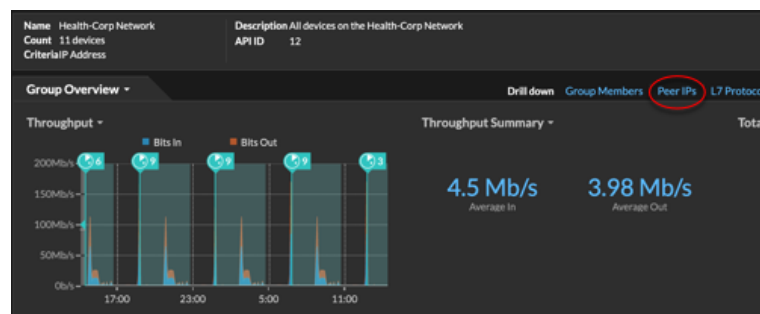 Name Health-Corp Network
Count 11 devices
CriteriaIP Address
Description All devices on the Health-Corp Network
API ID 12
Group Overview
Drill down Group Members Peer IPs L7 Protoco
Throughput
Bits In Bits Out
200Mb/s
150Mb/s
100Mb/s
50Mb/s
0b/s
6 9 9 9 3
17:00 23:00 5:00 11:00
Throughput Summary
4.5 Mb/s
Average In
3.98 Mb/s
Average Out
Tota